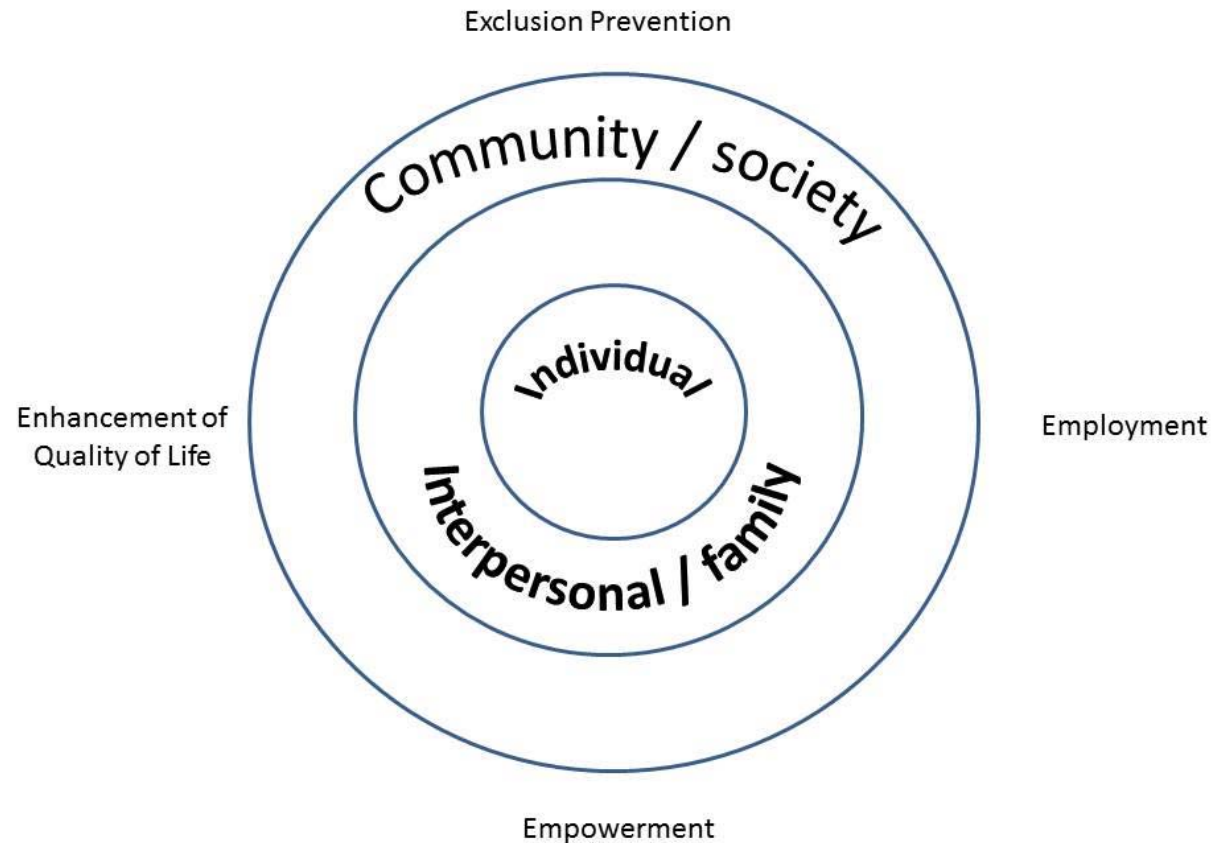 Exclusion Prevention
Community / society
Individual
Enhancement of
Quality of Life
Employment
Interpersonal / family
Empowerment